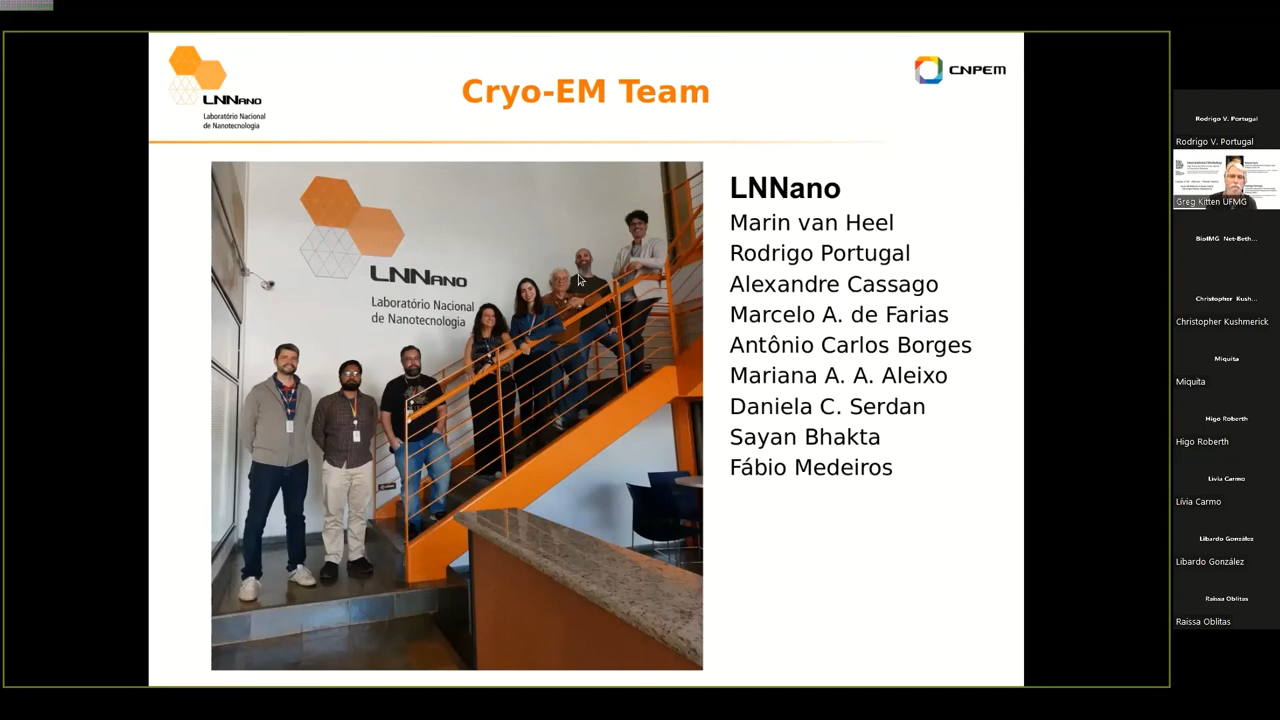 LNNANO
Laboratório Nacional
de Nanotecnologia
Cryo-EM Team
CNPEM
LNNANO
Laboratório Nacional
de Nanotecnologia
LNNano
Marin van Heel
Rodrigo Portugal
Alexandre Cassago
Marcelo A. de Farias
Antônio Carlos Borges
Mariana A. A. Aleixo
Daniela C. Serdan
Sayan Bhakta
Fábio Medeiros
Rodrigo V. Portugal
Rodrigo V. Portugal
Greg Kitten UFMG
BioIMG Net-Beth...
Christopher Kush...
Christopher Kushmerick
Miquita
Miquita
Higo Roberth
Higo Roberth
Livia Carmo
Lívia Carmo
Libardo González
Libardo González
Raissa Oblitas
Raissa Oblitas